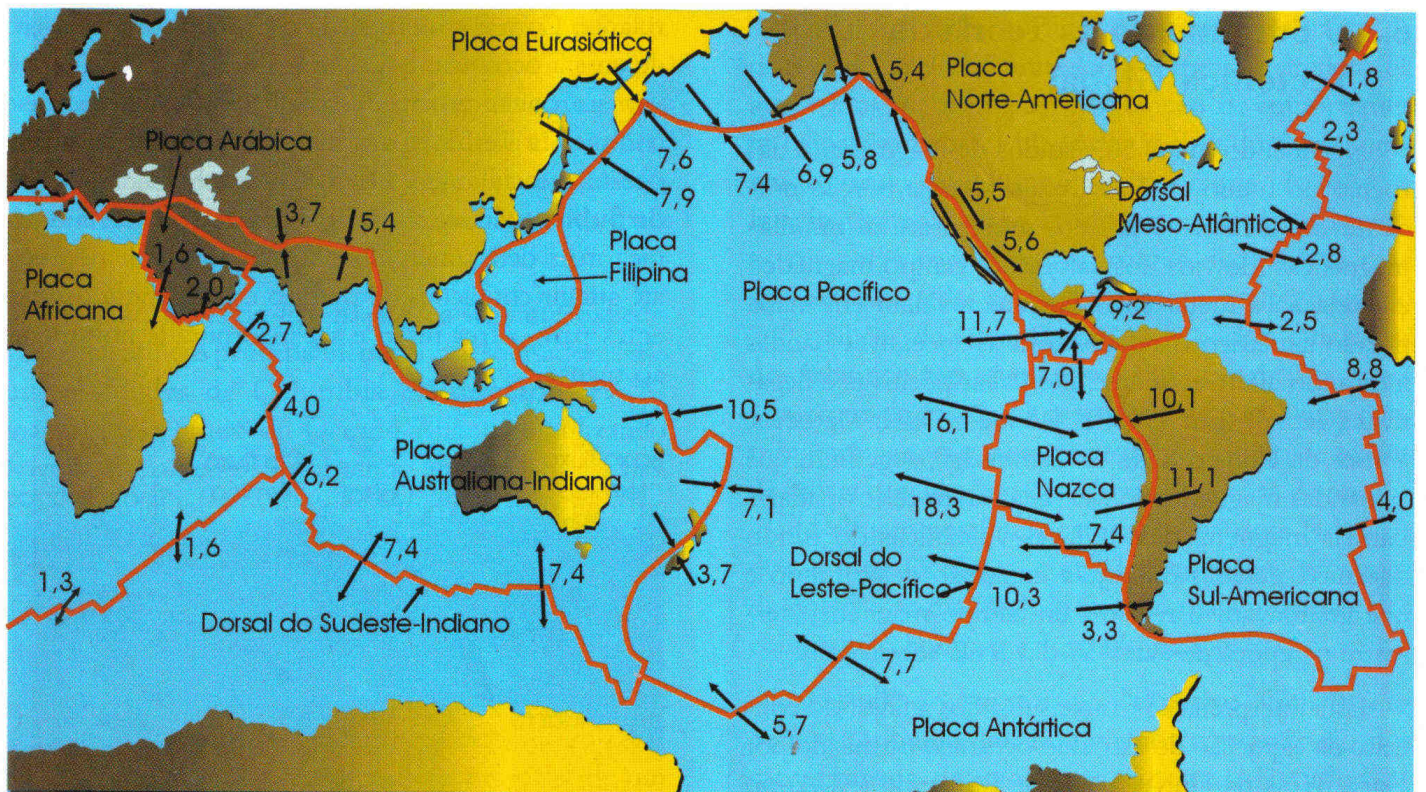 Placa Eurasiática
5,4
Placa
Norte-Americana
1,8
Placa Arábica
7,6
7,4
6,9
5,8
2,3
7,9
3,7
5,4
5,5
Dorsal
Meso-Atlântica
1,6
Placa
Filipina
5,6
2,8
Placa
Africana
2,0
Placa Pacífico
9,2
2,7
11,7
2,5
7,0
8,8
4,0
10,5
16,1
10,1
Placa
Australiana-Indiana
Placa
Nazca
6,2
7,1
18,3
11,1
4,0
1,6
7,4
7,4
7,4
3,7
Dorsal do
Leste-Pacífico
10,3
Placa
Sul-Americana
1,3
Dorsal do Sudeste-Indiano
3,3
7,7
5,7
Placa Antártica